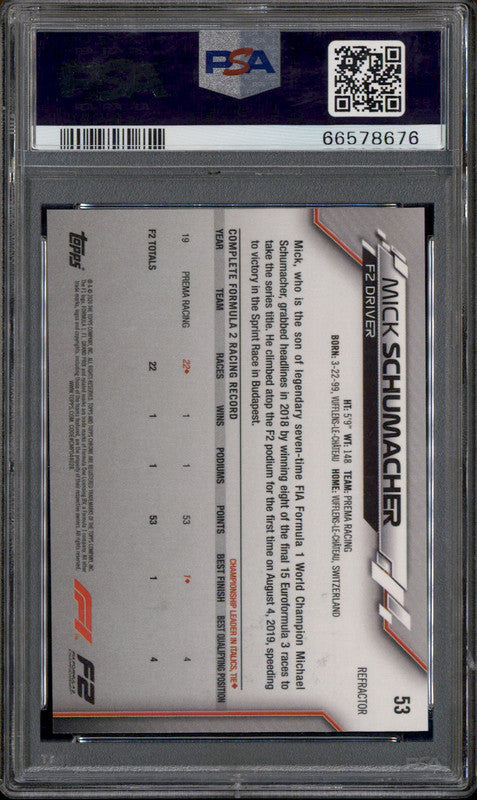 PSA
66578676
53
REFRACTOR
MICK SCHUMACHER
F2 DRIVER
HT: 5'9" WT: 148 TEAM: PREMA RACING
BORN: 3-22-99, VUFFLENS-LE-CHÂTEAU HOME: VUFFLENS-LE-CHÂTEAU, SWITZERLAND
Mick, who is the son of legendary seven-time FIA Formula 1 World Champion Michael
Schumacher, grabbed headlines in 2018 by winning eight of the final 15 Euroformula 3 races to
take the series title. He climbed atop the F2 podium for the first time on August 4, 2019, speeding
to victory in the Sprint Race in Budapest.
COMPLETE FORMULA 2 RACING RECORD CHAMPIONSHIP LEADER IN ITALICS, TIE♦
YEAR TEAM RACES WINS PODIUMS POINTS BEST FINISH BEST QUALIFYING POSITION
19 PREMA RACING 22♦ 1 1 53 1♦ 4
F2 TOTALS 22 1 1 53 1 4
Topps
F1 F2
PSA